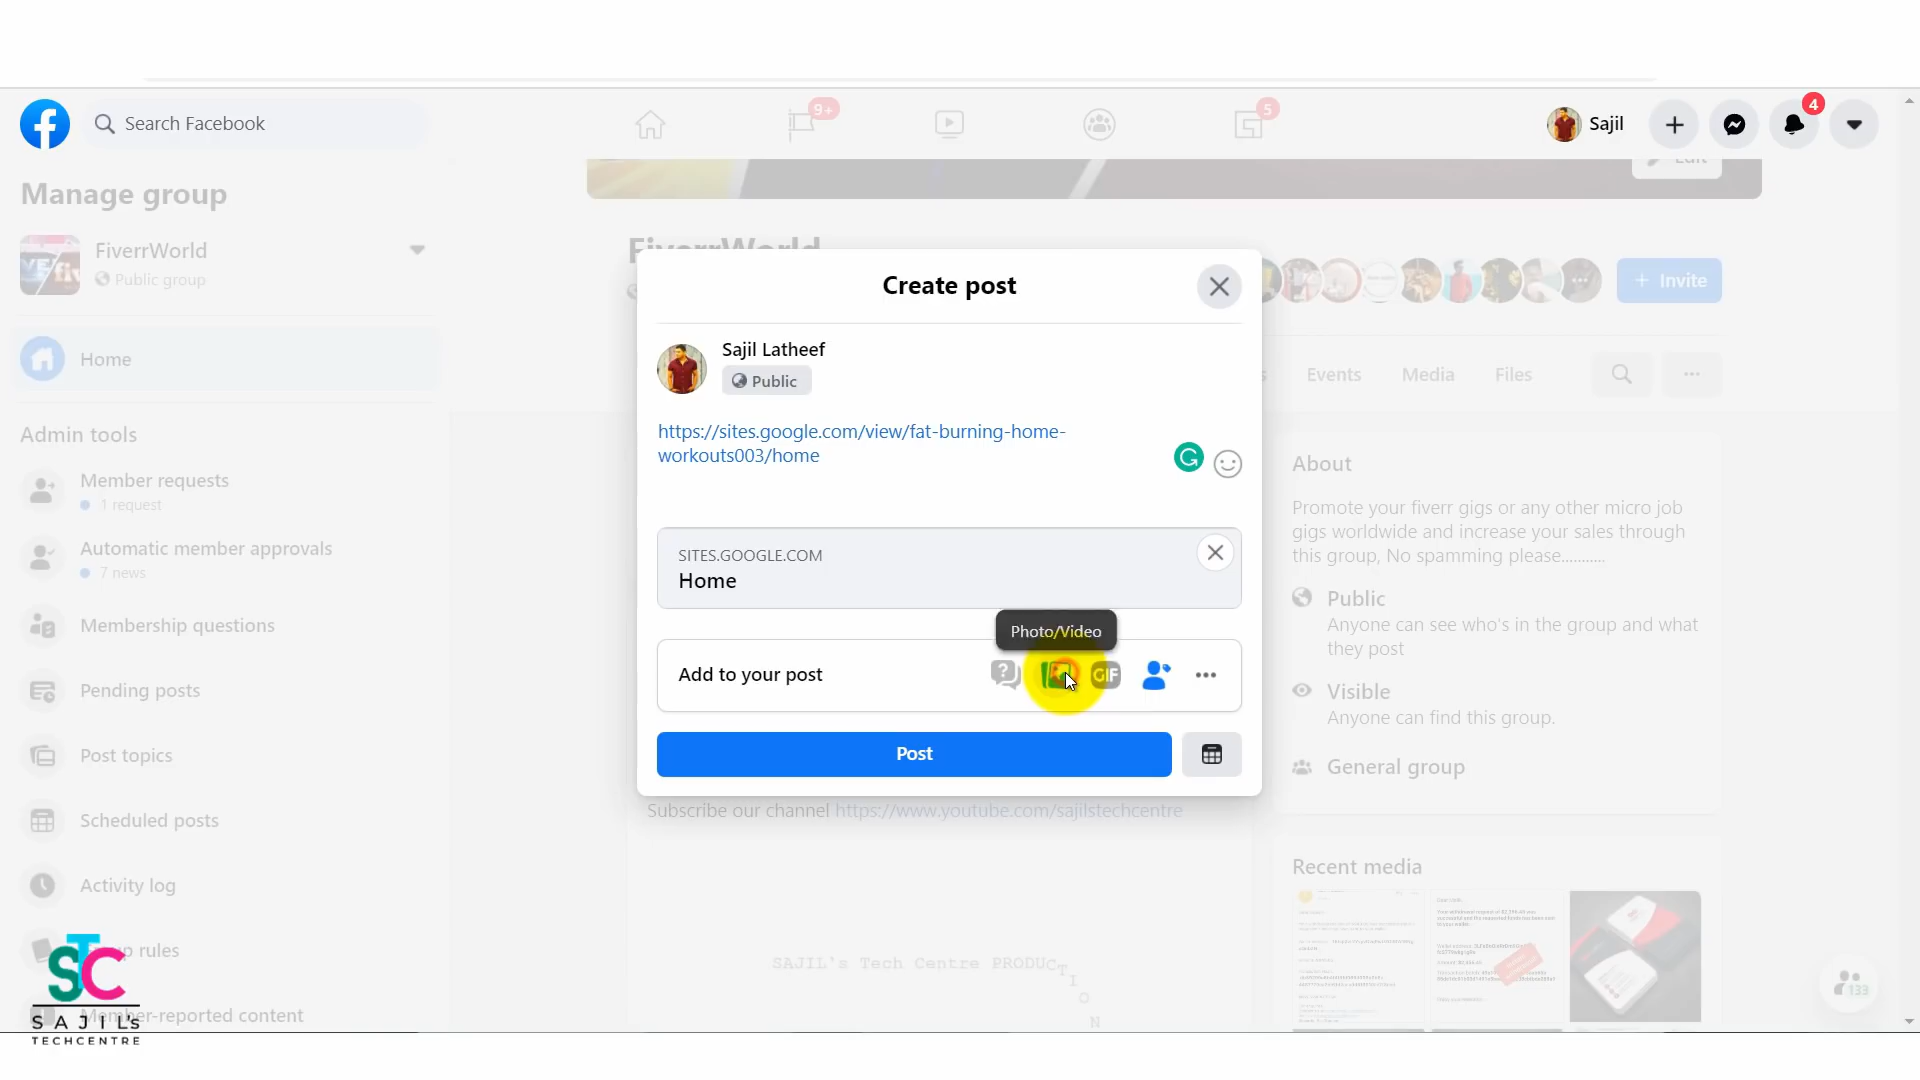 9+
5
4
Search Facebook
Sajil
Edit
Manage group
FiverrWorld
Public group
FiverrWorld
Invite
Home
Events
Media
Files
Create post
Sajil Latheef
Public
https://sites.google.com/view/fat-burning-home-
workouts003/home
SITES.GOOGLE.COM
Home
Photo/Video
Add to your post
GIF
Post
Admin tools
Member requests
1 request
Automatic member approvals
7 news
Membership questions
Pending posts
Post topics
Scheduled posts
Activity log
rules
Member-reported content
About
Promote your fiverr gigs or any other micro job
gigs worldwide and increase your sales through
this group, No spamming please...........
Public
Anyone can see who's in the group and what
they post
Visible
Anyone can find this group.
General group
Subscribe our channel https://www.youtube.com/sajilstechcentre
SAJIL's Tech Centre PRODUCTION
Recent media
133
STC
SAJIL's
TECHCENTRE